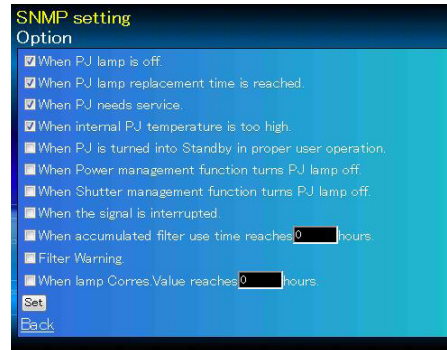 SNMP setting
Option
When PJ lamp is off.
When PJ lamp replacement time is reached.
When PJ needs service.
When internal PJ temperature is too high.
When PJ is turned into Standby in proper user operation.
When Power management function turns PJ lamp off.
When Shutter management function turns PJ lamp off.
When the signal is interrupted.
When accumulated filter use time reaches 0 hours.
Filter Warning.
When lamp Corres.Value reaches 0 hours.
Set
Back